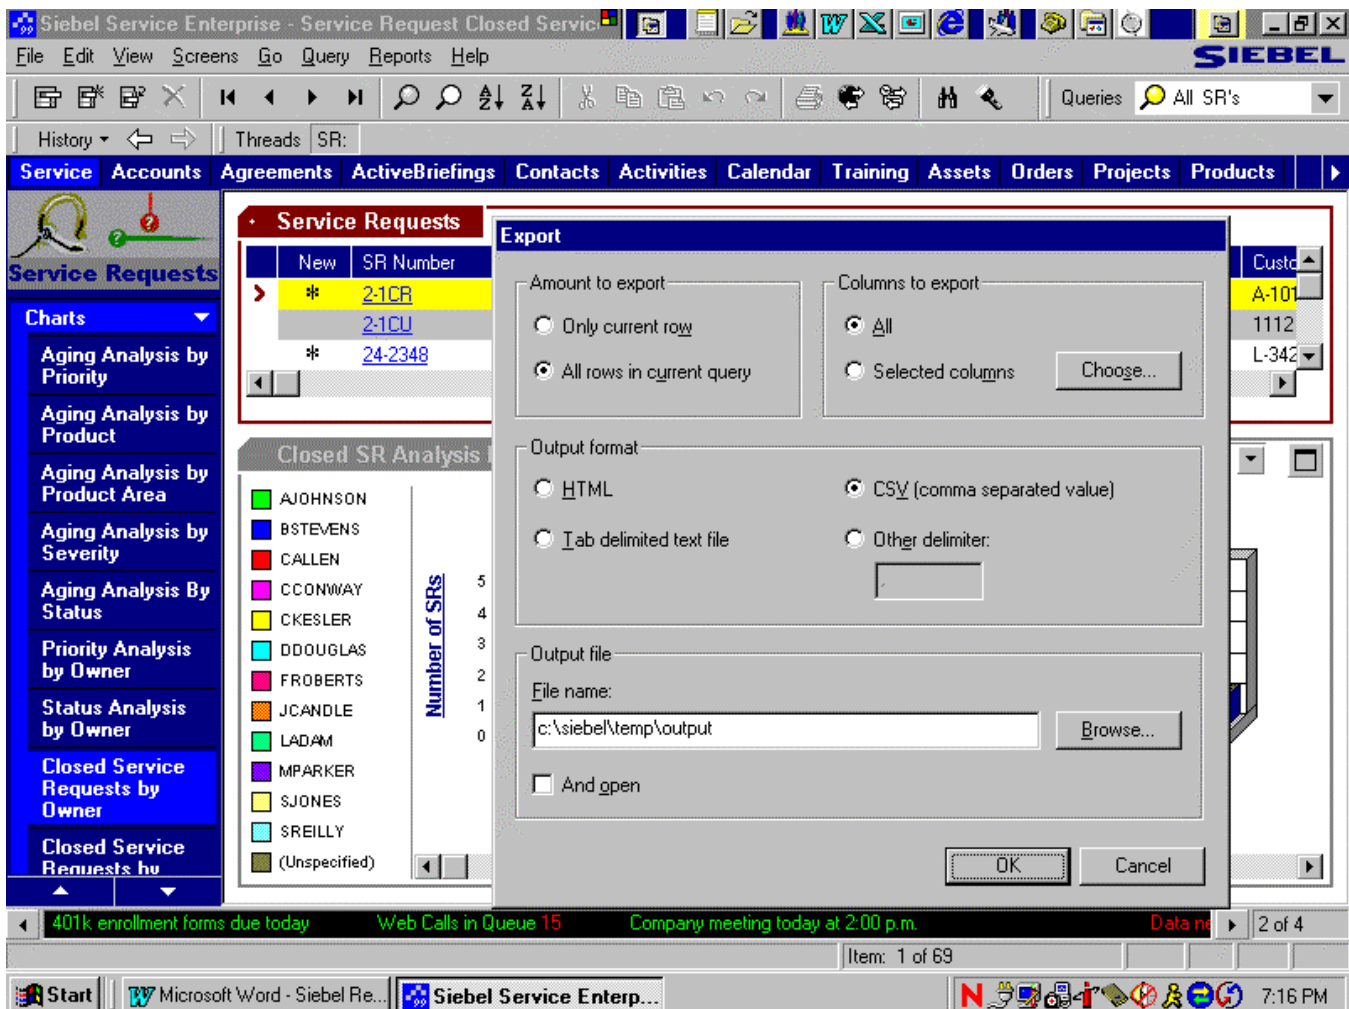 Siebel Service Enterprise - Service Request Closed Servic
File Edit View Screens Go Query Reports Help
SIEBEL
Queries All SR's
History
Threads SR:
Service Accounts Agreements ActiveBriefings Contacts Activities Calendar Training Assets Orders Projects Products
Service Requests
Charts
Aging Analysis by
Priority
Aging Analysis by
Product
Aging Analysis by
Product Area
Aging Analysis by
Severity
Aging Analysis By
Status
Priority Analysis
by Owner
Status Analysis
by Owner
Closed Service
Requests by
Owner
Closed Service
Requests by
Service Requests
New SR Number Custo
* 2-1CR A-101
2-1CU 1112
* 24-2348 L-342
Closed SR Analysis
AJOHNSON
BSTEVENS
CALLEN
CCONWAY
CKESLER
DDOUGLAS
FROBERTS
JCANDLE
LADAM
MPARKER
SJONES
SREILLY
(Unspecified)
Number of SRs
5
4
3
2
1
0
Export
Amount to export
Only current row
All rows in current query
Columns to export
All
Selected columns
Choose...
Output format
HTML
CSV (comma separated value)
Tab delimited text file
Other delimiter:
,
Output file
File name:
c:\siebel\temp\output
Browse...
And open
OK Cancel
401k enrollment forms due today Web Calls in Queue 15 Company meeting today at 2:00 p.m. Data ne 2 of 4
Item: 1 of 69
Start Microsoft Word - Siebel Re... Siebel Service Enterp... 7:16 PM